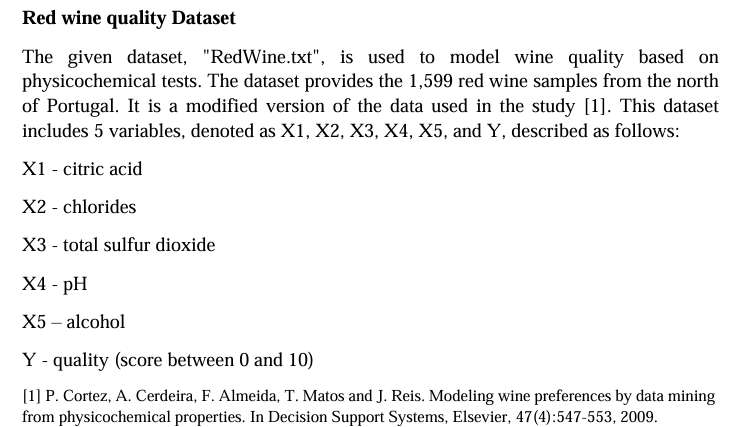 Red wine quality Dataset
The given dataset, "RedWine.txt", is used to model wine quality based on
physicochemical tests. The dataset provides the 1,599 red wine samples from the north
of Portugal. It is a modified version of the data used in the study [1]. This dataset
includes 5 variables, denoted as X1, X2, X3, X4, X5, and Y, described as follows:
X1 - citric acid
X2 - chlorides
X3 - total sulfur dioxide
X4 - pH
X5 – alcohol
Y - quality (score between 0 and 10)
[1] P. Cortez, A. Cerdeira, F. Almeida, T. Matos and J. Reis. Modeling wine preferences by data mining
from physicochemical properties. In Decision Support Systems, Elsevier, 47(4):547-553, 2009.